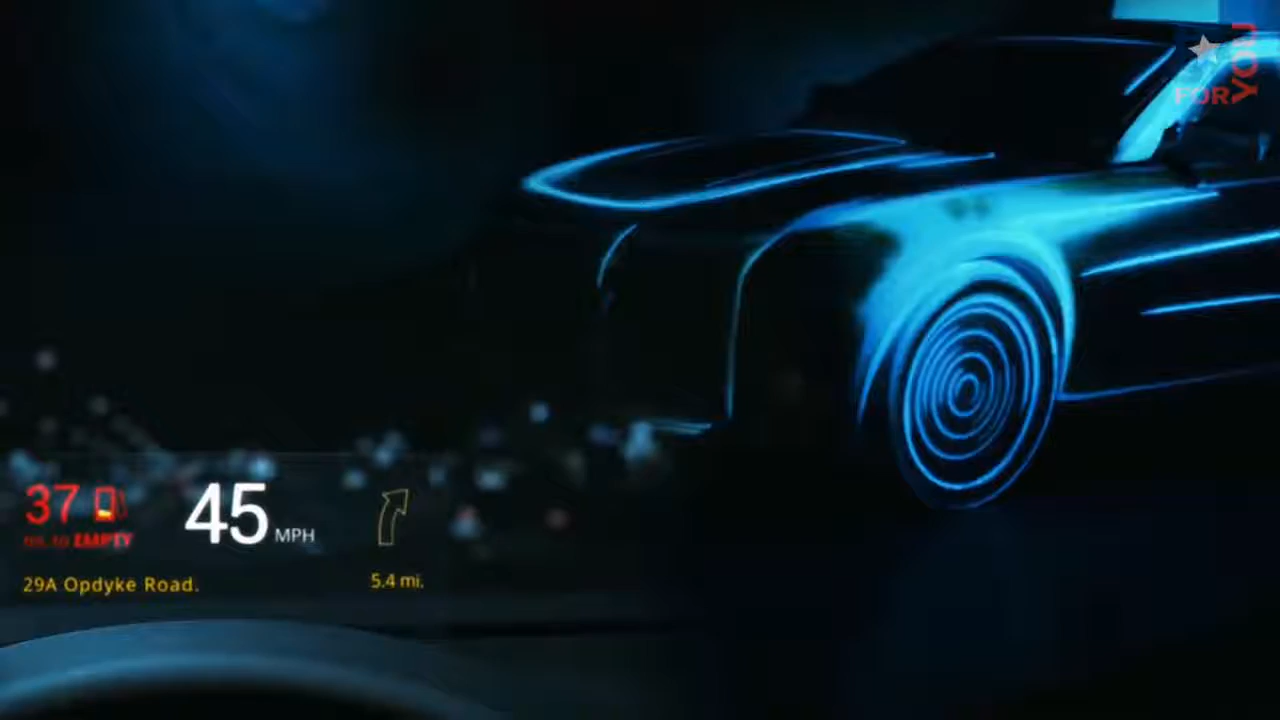 FOR YOU
37
45 MPH
mi. to EMPTY
29A Opdyke Road.
5.4 mi.